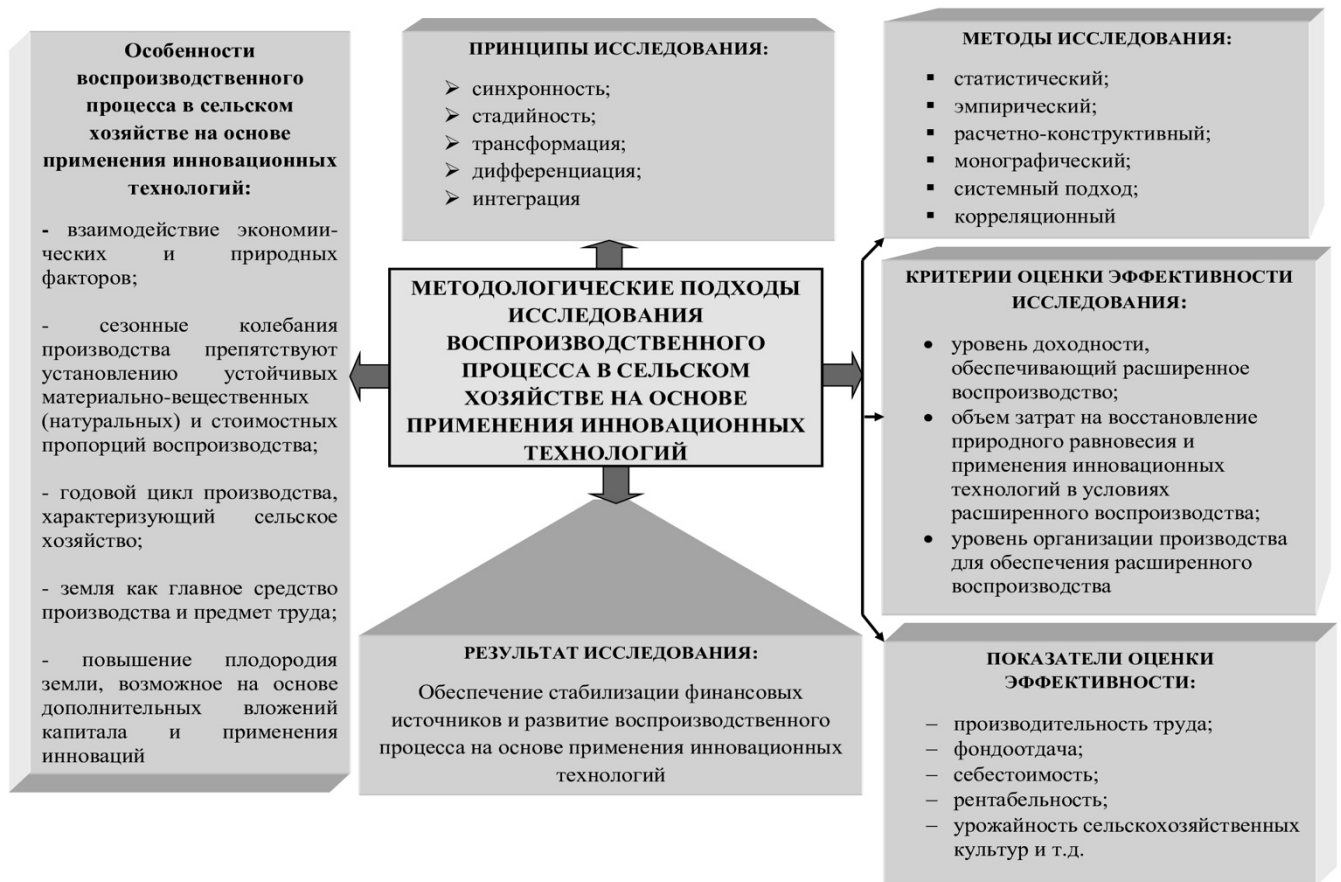 Особенности
воспроизводственного
процесса в сельском
хозяйстве на основе
применения инновационных
технологий:
- взаимодействие экономии-
ческих и природных
факторов;
- сезонные колебания
производства препятствуют
установлению устойчивых
материально-вещественных
(натуральных) и стоимостных
пропорций воспроизводства;
- годовой цикл производства,
характеризующий сельское
хозяйство;
- земля как главное средство
производства и предмет труда;
- повышение плодородия
земли, возможное на основе
дополнительных вложений
капитала и применения
инноваций
ПРИНЦИПЫ ИССЛЕДОВАНИЯ:
➢ синхронность;
➢ стадийность;
➢ трансформация;
➢ дифференциация;
➢ интеграция
МЕТОДОЛОГИЧЕСКИЕ ПОДХОДЫ
ИССЛЕДОВАНИЯ
ВОСПРОИЗВОДСТВЕННОГО
ПРОЦЕССА В СЕЛЬСКОМ
ХОЗЯЙСТВЕ НА ОСНОВЕ
ПРИМЕНЕНИЯ ИННОВАЦИОННЫХ
ТЕХНОЛОГИЙ
РЕЗУЛЬТАТ ИССЛЕДОВАНИЯ:
Обеспечение стабилизации финансовых
источников и развитие воспроизводственного
процесса на основе применения инновационных
технологий
МЕТОДЫ ИССЛЕДОВАНИЯ:
▪ статистический;
▪ эмпирический;
▪ расчетно-конструктивный;
▪ монографический;
▪ системный подход;
▪ корреляционный
КРИТЕРИИ ОЦЕНКИ ЭФФЕКТИВНОСТИ
ИССЛЕДОВАНИЯ:
• уровень доходности,
обеспечивающий расширенное
воспроизводство;
• объем затрат на восстановление
природного равновесия и
применения инновационных
технологий в условиях
расширенного воспроизводства;
• уровень организации производства
для обеспечения расширенного
воспроизводства
ПОКАЗАТЕЛИ ОЦЕНКИ
ЭФФЕКТИВНОСТИ:
– производительность труда;
– фондоотдача;
– себестоимость;
– рентабельность;
– урожайность сельскохозяйственных
культур и т.д.